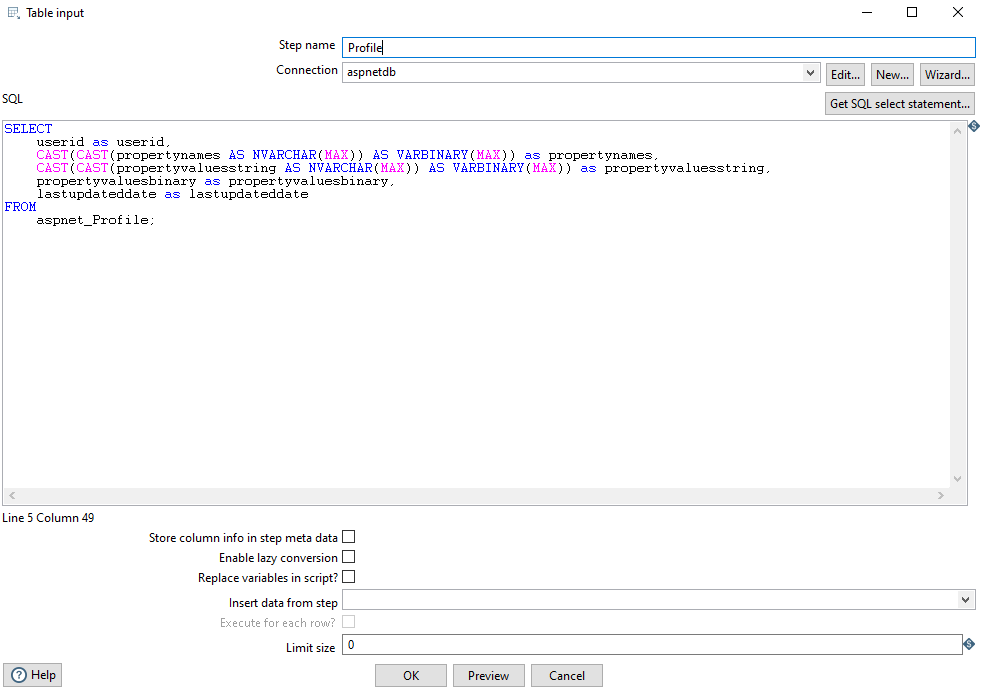 Table input
Step name Profile
Connection aspnetdb Edit... New... Wizard...
SQL Get SQL select statement...
SELECT
userid as userid,
CAST(CAST(propertynames AS NVARCHAR(MAX)) AS VARBINARY(MAX)) as propertynames,
CAST(CAST(propertyvaluesstring AS NVARCHAR(MAX)) AS VARBINARY(MAX)) as propertyvaluesstring,
propertyvaluesbinary as propertyvaluesbinary,
lastupdateddate as lastupdateddate
FROM
aspnet_Profile;
Line 5 Column 49
Store column info in step meta data
Enable lazy conversion
Replace variables in script?
Insert data from step
Execute for each row?
Limit size 0
Help OK Preview Cancel